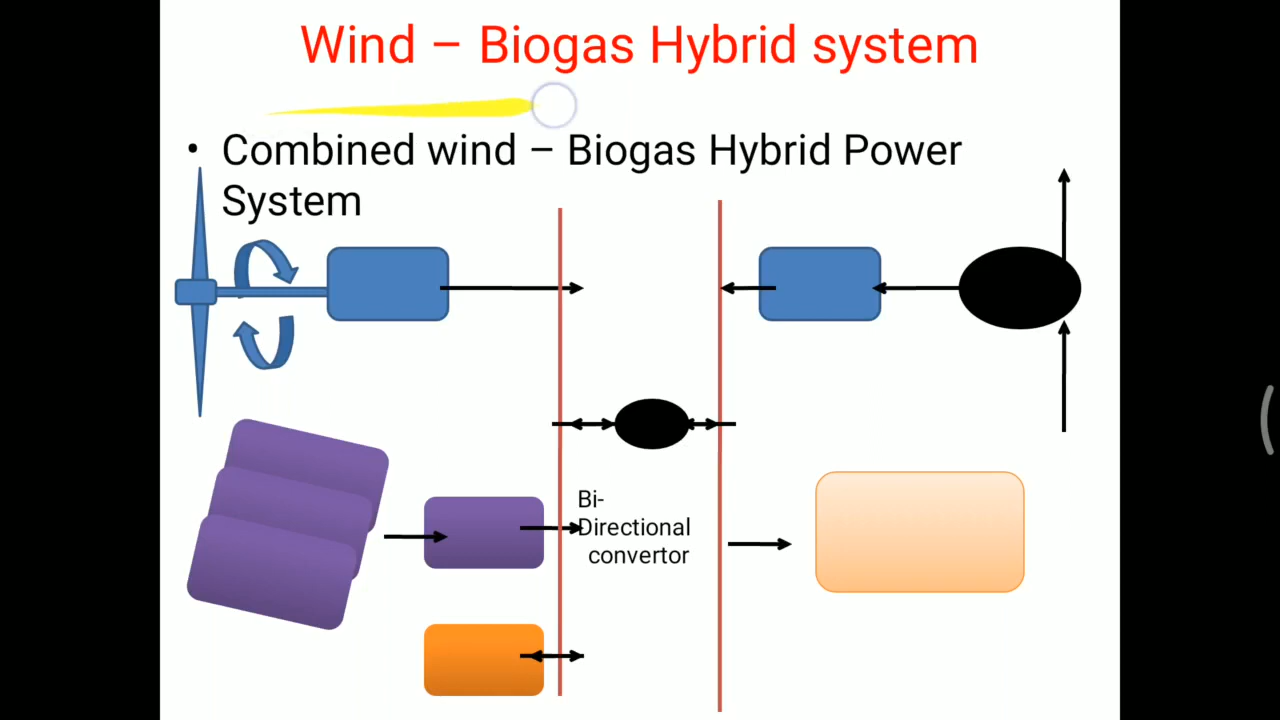 Wind – Biogas Hybrid system
• Combined wind – Biogas Hybrid Power
System
Bi-
Directional
convertor